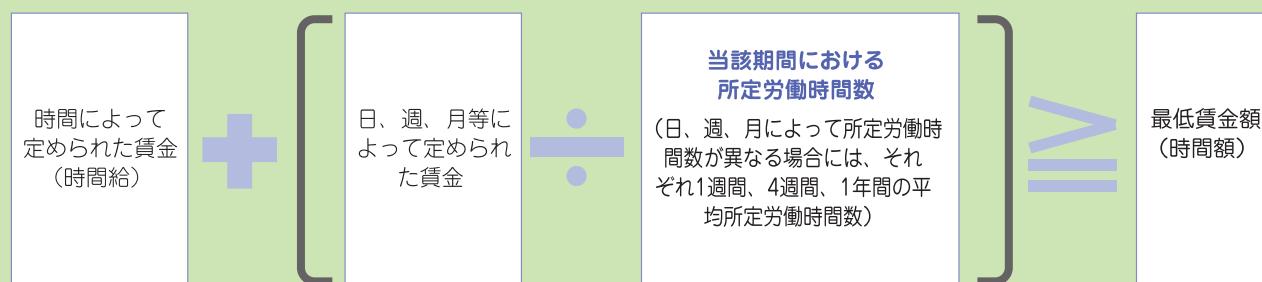 時間によって
定められた賃金
（時間給）
＋
日、週、月等に
よって定められ
た賃金
÷
当該期間における
所定労働時間数
（日、週、月によって所定労働時
間数が異なる場合には、それ
ぞれ1週間、4週間、1年間の平
均所定労働時間数）
≧
最低賃金額
（時間額）